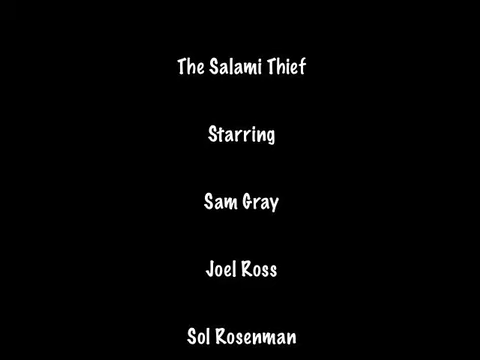 The Salami Thief
Starring
Sam Gray
Joel Ross
Sol Rosenman